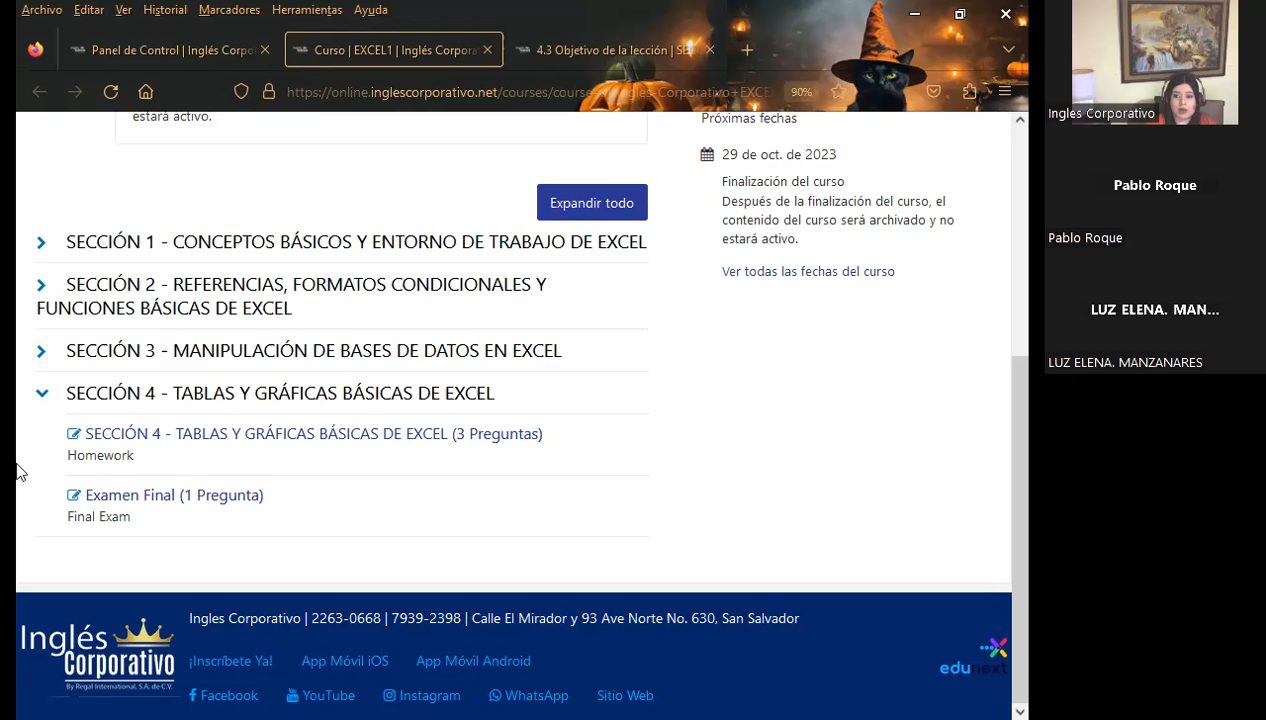 Archivo Editar Ver Historial Marcadores Herramientas Ayuda
Panel de Control | Inglés Corpo
Curso | EXCEL1 | Inglés Corpora
4.3 Objetivo de la lección | SE
https://online.inglescorporativo.net/courses/course-v1:Ingles-Corporativo+EXCE
90%
estará activo.
Próximas fechas
29 de oct. de 2023
Finalización del curso
Después de la finalización del curso, el
contenido del curso será archivado y no
estará activo.
Ver todas las fechas del curso
Expandir todo
SECCIÓN 1 - CONCEPTOS BÁSICOS Y ENTORNO DE TRABAJO DE EXCEL
SECCIÓN 2 - REFERENCIAS, FORMATOS CONDICIONALES Y
FUNCIONES BÁSICAS DE EXCEL
SECCIÓN 3 - MANIPULACIÓN DE BASES DE DATOS EN EXCEL
SECCIÓN 4 - TABLAS Y GRÁFICAS BÁSICAS DE EXCEL
SECCIÓN 4 - TABLAS Y GRÁFICAS BÁSICAS DE EXCEL (3 Preguntas)
Homework
Examen Final (1 Pregunta)
Final Exam
Inglés
Corporativo
By Regal International, S.A. de C.V.
Ingles Corporativo | 2263-0668 | 7939-2398 | Calle El Mirador y 93 Ave Norte No. 630, San Salvador
¡Inscríbete Ya! App Móvil iOS App Móvil Android
Facebook YouTube Instagram WhatsApp Sitio Web
edunext
Ingles Corporativo
Pablo Roque
Pablo Roque
LUZ ELENA. MAN...
LUZ ELENA. MANZANARES